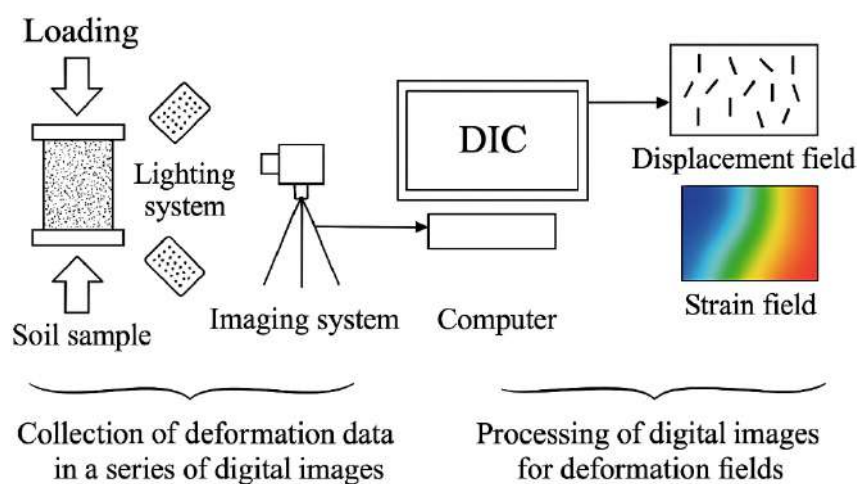 Loading
Lighting
system
Soil sample
Imaging system
DIC
Computer
Displacement field
Strain field
Collection of deformation data
in a series of digital images
Processing of digital images
for deformation fields